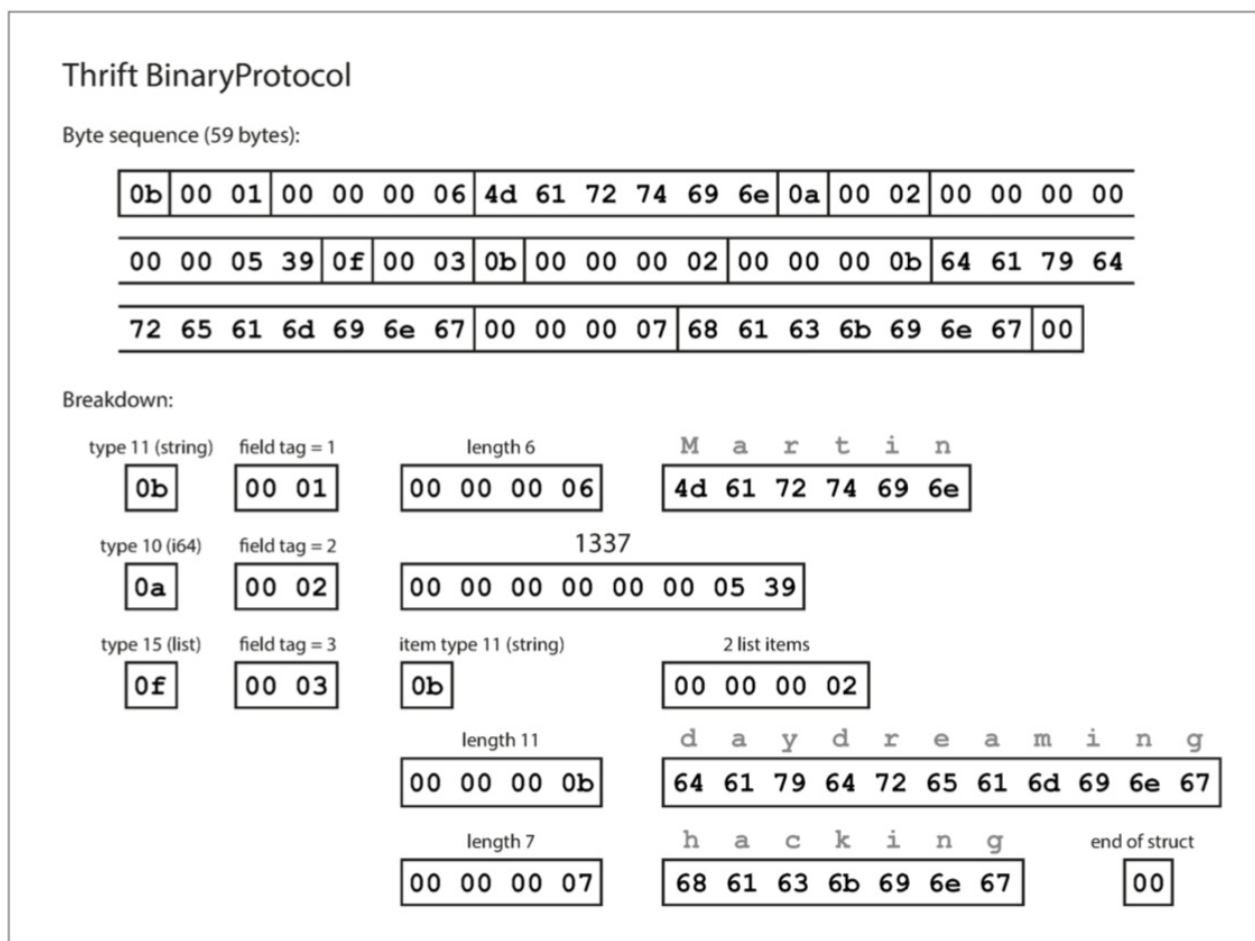 Thrift BinaryProtocol
Byte sequence (59 bytes):
0b 00 01 00 00 00 06 4d 61 72 74 69 6e 0a 00 02 00 00 00 00
00 00 05 39 0f 00 03 0b 00 00 00 02 00 00 00 0b 64 61 79 64
72 65 61 6d 69 6e 67 00 00 00 07 68 61 63 6b 69 6e 67 00
Breakdown:
type 11 (string) field tag = 1 length 6 M a r t i n
0b 00 01 00 00 00 06 4d 61 72 74 69 6e
type 10 (i64) field tag = 2 1337
0a 00 02 00 00 00 00 00 00 05 39
type 15 (list) field tag = 3 item type 11 (string) 2 list items
0f 00 03 0b 00 00 00 02
length 11 d a y d r e a m i n g
00 00 00 0b 64 61 79 64 72 65 61 6d 69 6e 67
length 7 h a c k i n g end of struct
00 00 00 07 68 61 63 6b 69 6e 67 00